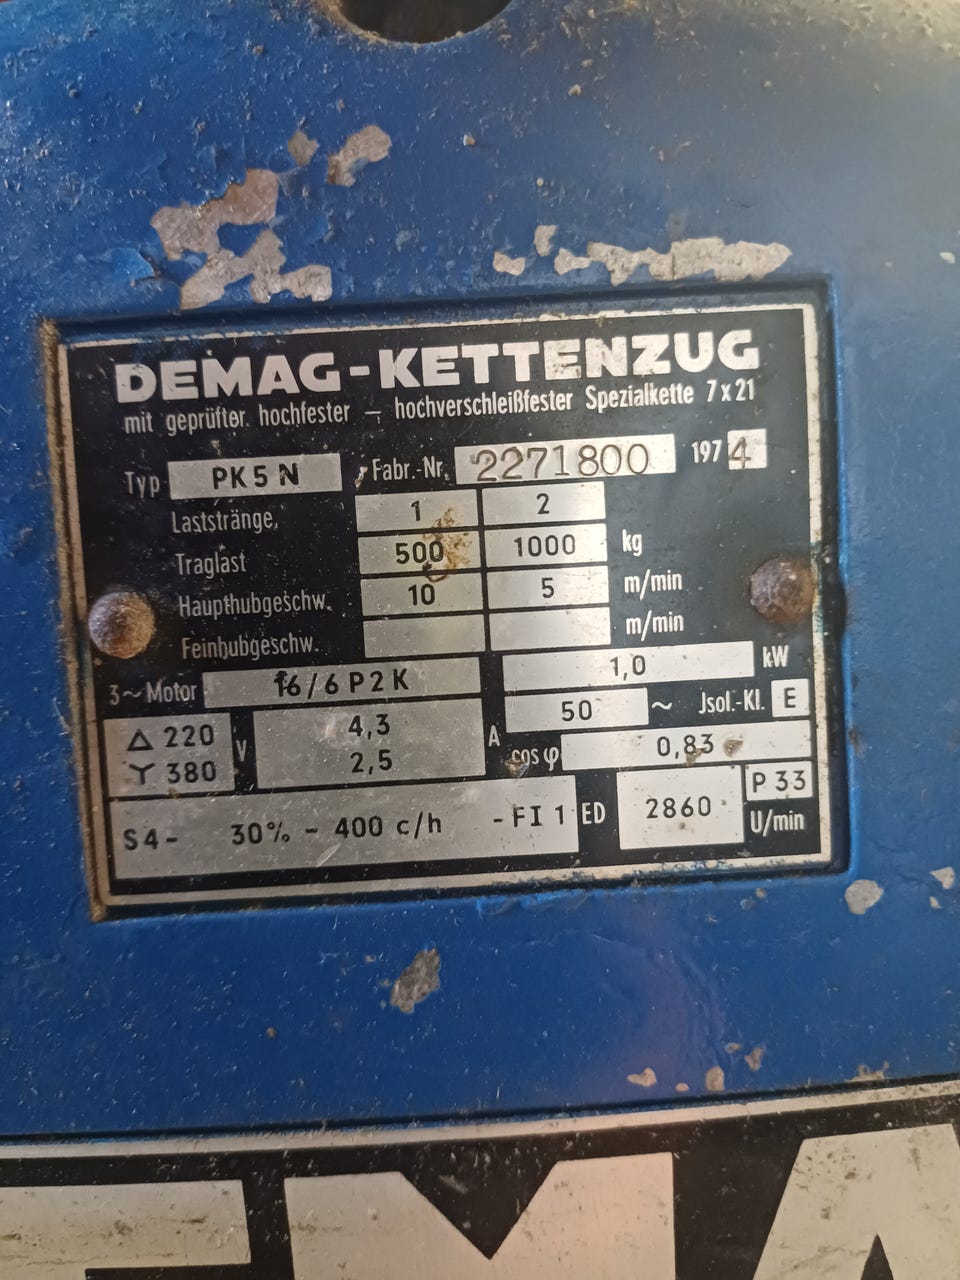 DEMAG-KETTENZUG
mit geprüfter hochfester – hochverschleißfester Spezialkette 7x21
Typ PK5N Fabr.-Nr. 2271800 1974
Laststränge 1 2
Traglast 500 1000 kg
Haupthubgeschw. 10 5 m/min
Feinhubgeschw. m/min
3~Motor 16/6 P2K 1,0 kW
50 ~ Jsol.-Kl. E
Δ 220 V 4,3 A cos φ 0,83
Y 380 2,5
P 33
S4- 30% - 400 c/h -FI 1 ED 2860 U/min
EMA